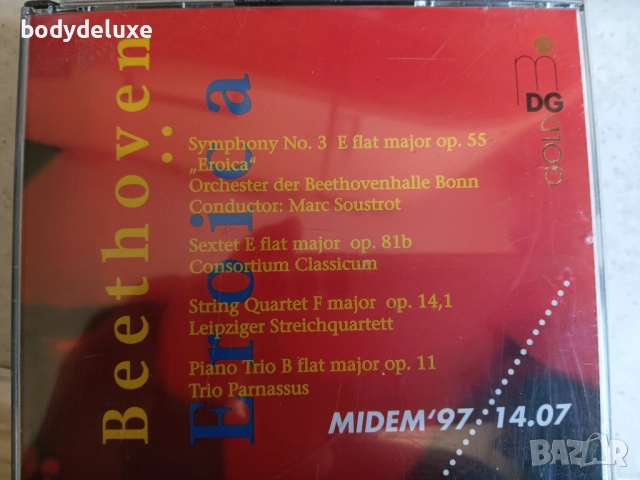 bodydeluxe
Beethoven
Eroica
Symphony No. 3 E flat major op. 55
„Eroica“
Orchester der Beethovenhalle Bonn
Conductor: Marc Soustrot
Sextet E flat major op. 81b
Consortium Classicum
String Quartet F major op. 14,1
Leipziger Streichquartett
Piano Trio B flat major op. 11
Trio Parnassus
MIDEM‘97 14.07
m
DG
GOLD
BAZAR